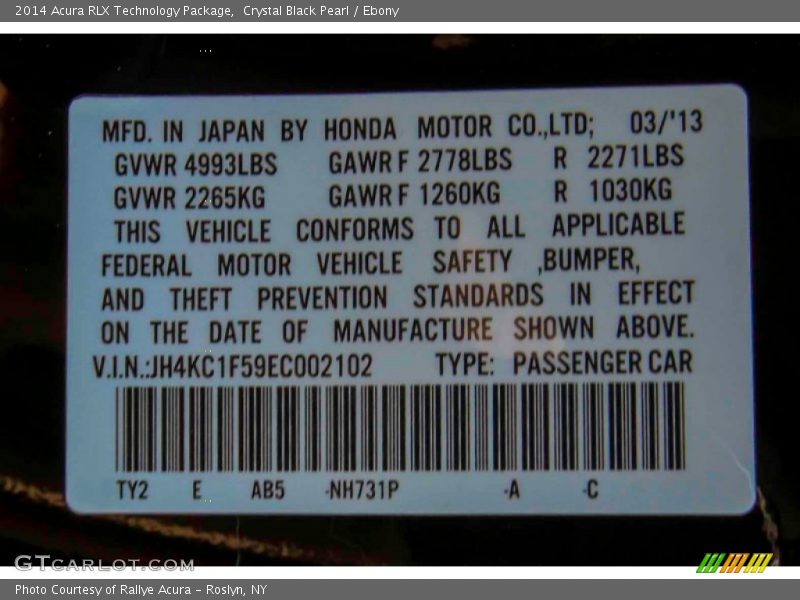 2014 Acura RLX Technology Package, Crystal Black Pearl / Ebony
MFD. IN JAPAN BY HONDA MOTOR CO.,LTD; 03/'13
GVWR 4993LBS GAWR F 2778LBS R 2271LBS
GVWR 2265KG GAWR F 1260KG R 1030KG
THIS VEHICLE CONFORMS TO ALL APPLICABLE
FEDERAL MOTOR VEHICLE SAFETY ,BUMPER,
AND THEFT PREVENTION STANDARDS IN EFFECT
ON THE DATE OF MANUFACTURE SHOWN ABOVE.
V.I.N.:JH4KC1F59EC002102 TYPE: PASSENGER CAR
TY2 E AB5 -NH731P -A -C
GTCARLOT.COM
Photo Courtesy of Rallye Acura - Roslyn, NY